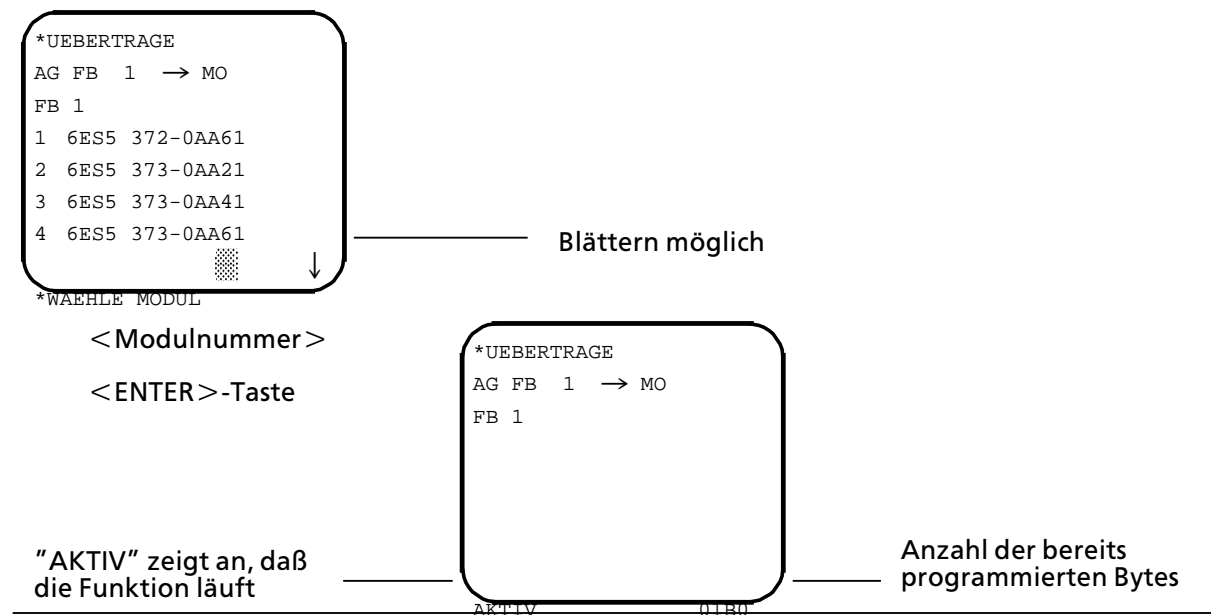 *UEBERTRAGE
AG FB 1 → MO
FB 1
1 6ES5 372-0AA61
2 6ES5 373-0AA21
3 6ES5 373-0AA41
4 6ES5 373-0AA61
Blättern möglich
↓
*WAEHLE MODUL
<Modulnummer>
<ENTER>-Taste
*UEBERTRAGE
AG FB 1 → MO
FB 1
"AKTIV" zeigt an, daß
die Funktion läuft
Anzahl der bereits
programmierten Bytes
AKTIV 01B0